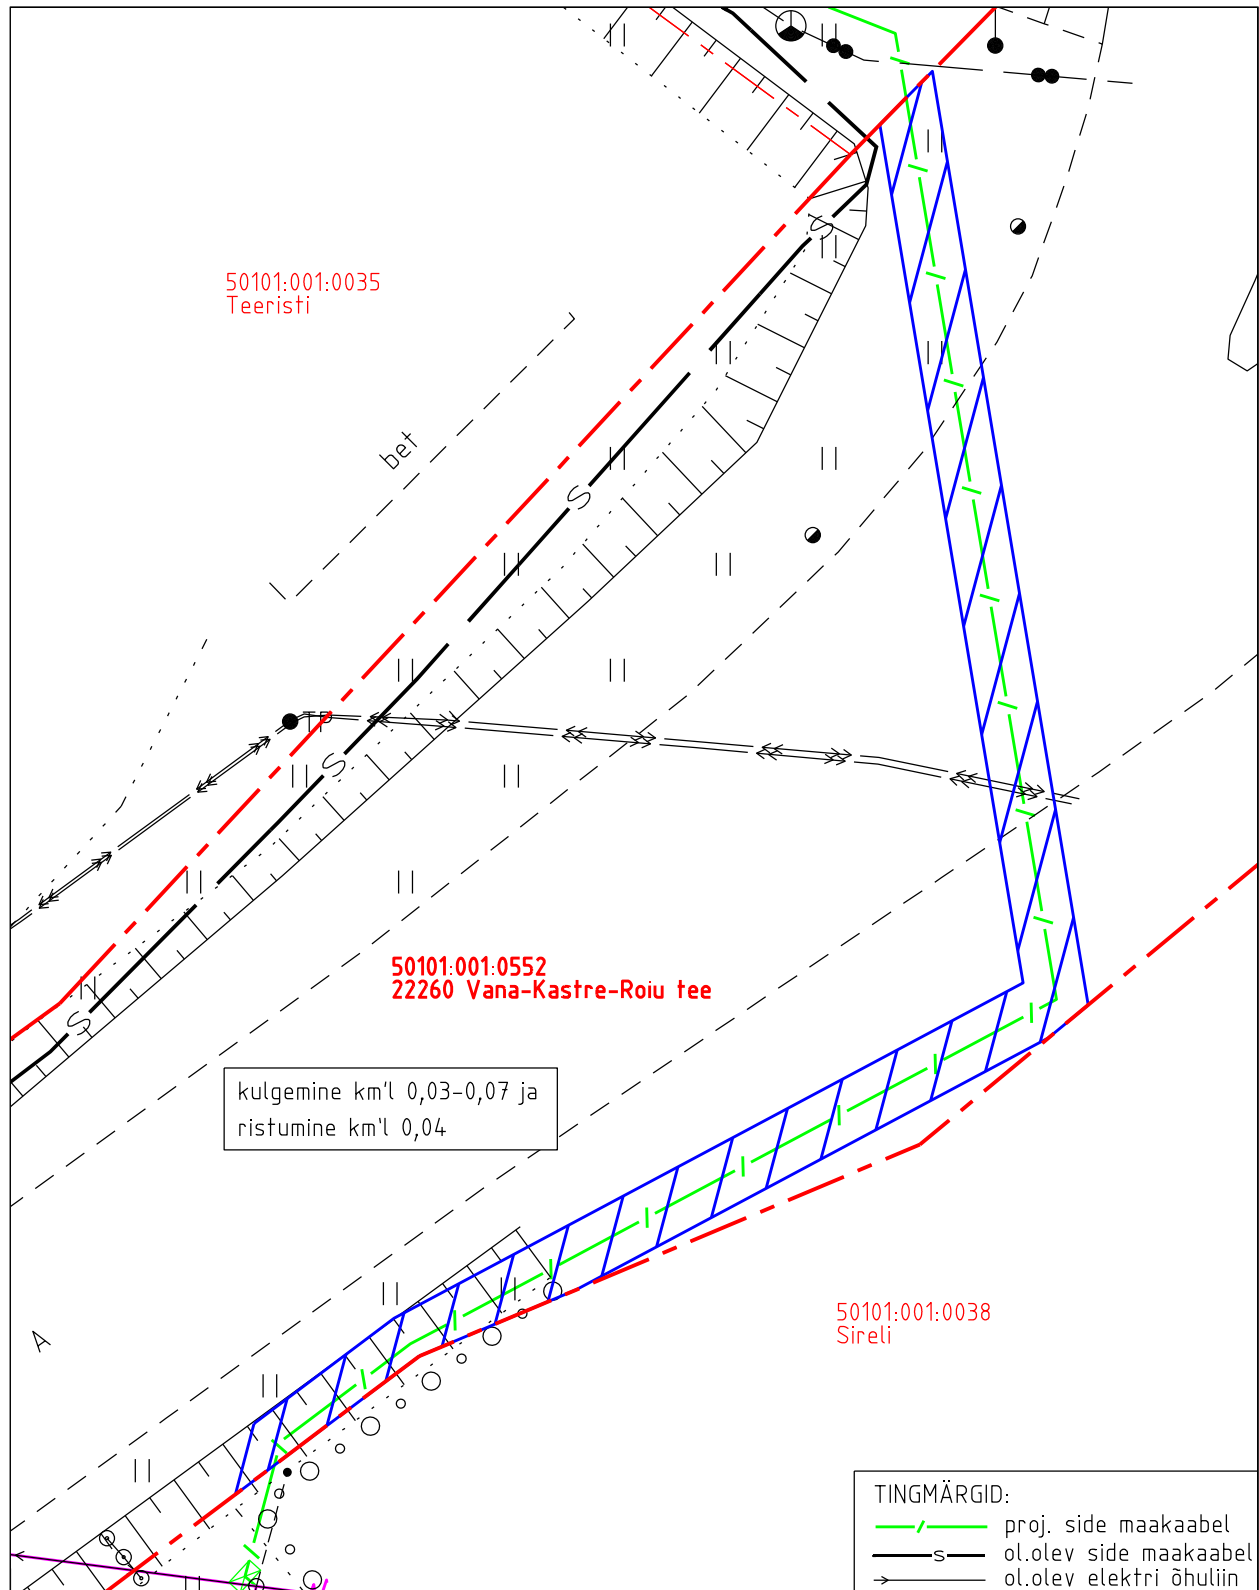 50101:001:0035
Teeristi
bet
S
S
TP
S
S
50101:001:0552
22260 Vana-Kastre-Roiu tee
kulgemine km'l 0,03-0,07 ja
ristumine km'l 0,04
50101:001:0038
Sireli
A
TINGMÄRGID:
proj. side maakaabel
S ol.olev side maakaabel
ol.olev elektri õhuliin